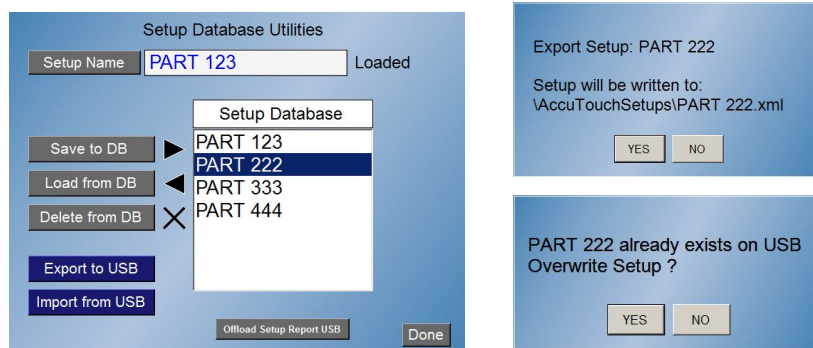 Setup Database Utilities
Setup Name PART 123 Loaded
Setup Database
Save to DB PART 123
PART 222
Load from DB PART 333
Delete from DB PART 444
Export to USB
Import from USB
Offload Setup Report USB
Done
Export Setup: PART 222
Setup will be written to:
\AccuTouchSetups\PART 222.xml
YES NO
PART 222 already exists on USB
Overwrite Setup ?
YES NO